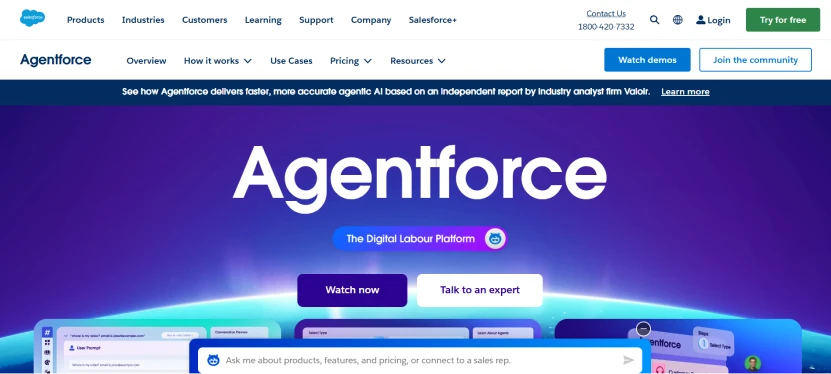 salesforce
Products Industries Customers Learning Support Company Salesforce+
Contact Us
1800-420-7332
Login
Try for free
Agentforce
Overview How it works Use Cases Pricing Resources
Watch demos
Join the community
See how Agentforce delivers faster, more accurate agentic AI based on an independent report by industry analyst firm Valoir. Learn more
Agentforce
The Digital Labour Platform
Watch now
Talk to an expert
User Prompt
Select Type
Learn About Agents
Steps
Select Type
Ask me about products, features, and pricing, or connect to a sales rep.